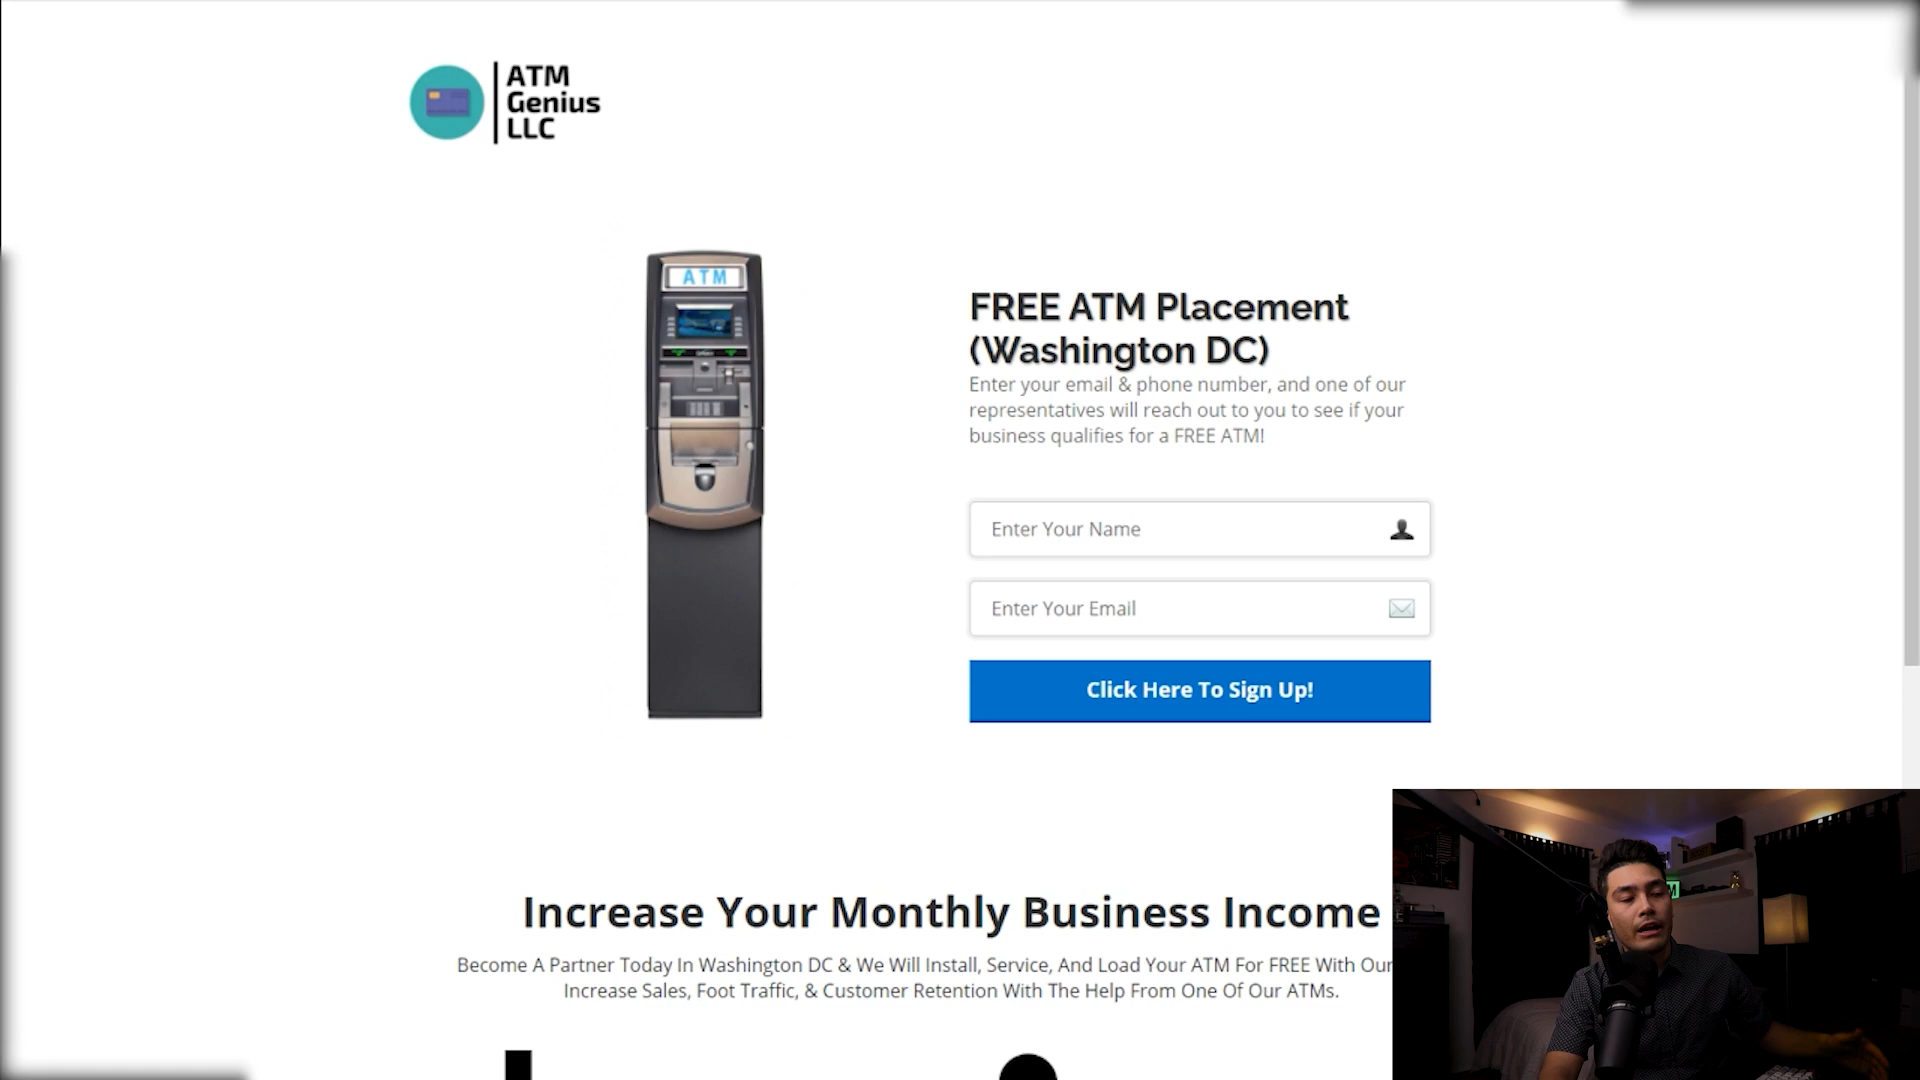 ATM
Genius
LLC
ATM
FREE ATM Placement
(Washington DC)
Enter your email & phone number, and one of our
representatives will reach out to you to see if your
business qualifies for a FREE ATM!
Enter Your Name
Enter Your Email
Click Here To Sign Up!
Increase Your Monthly Business Income
Become A Partner Today In Washington DC & We Will Install, Service, And Load Your ATM For FREE With Our
Increase Sales, Foot Traffic, & Customer Retention With The Help From One Of Our ATMs.